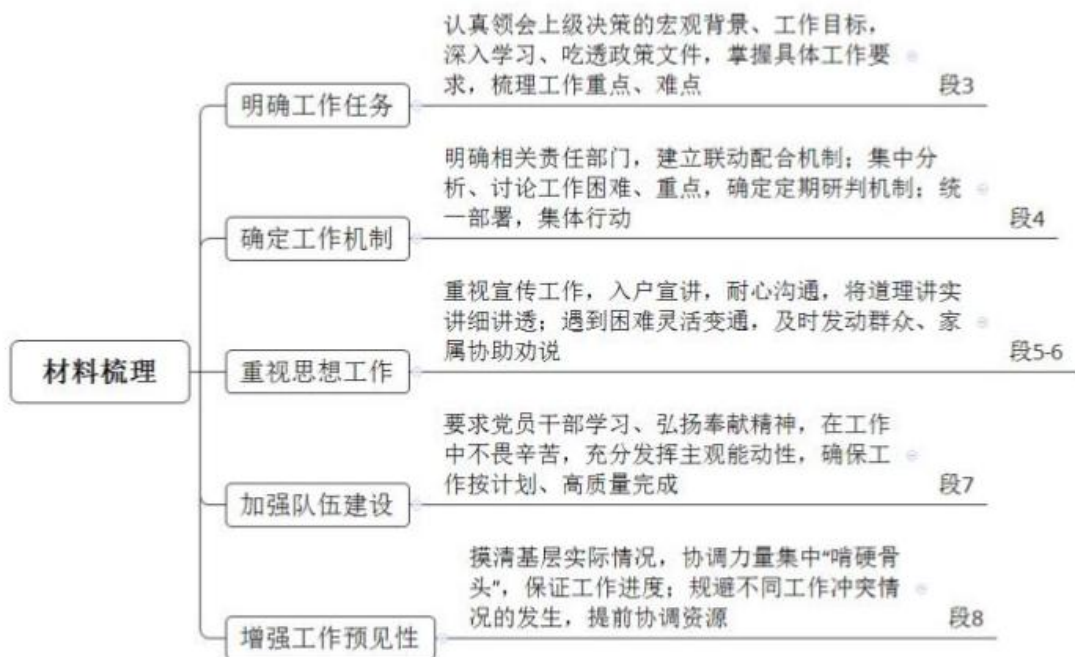 材料梳理
明确工作任务
认真领会上级决策的宏观背景、工作目标，
深入学习、吃透政策文件，掌握具体工作要
求，梳理工作重点、难点
段3
确定工作机制
明确相关责任部门，建立联动配合机制；集中分
析、讨论工作困难、重点，确定定期研判机制；统
一部署，集体行动
段4
重视思想工作
重视宣传工作，入户宣讲，耐心沟通，将道理讲实
讲细讲透；遇到困难灵活变通，及时发动群众、家
属协助劝说
段5-6
加强队伍建设
要求党员干部学习、弘扬奉献精神，在工作
中不畏辛苦，充分发挥主观能动性，确保工
作按计划、高质量完成
段7
增强工作预见性
摸清基层实际情况，协调力量集中“啃硬骨
头”，保证工作进度；规避不同工作冲突情
况的发生，提前协调资源
段8